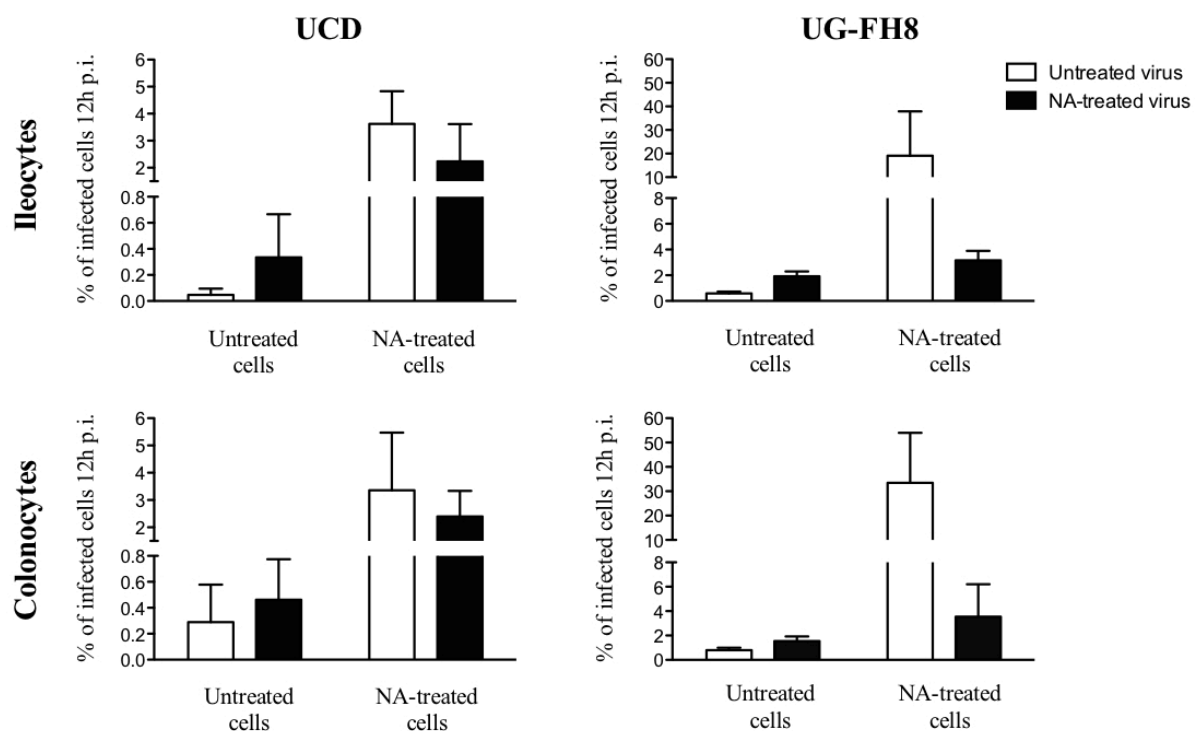 UCD
UG-FH8
Untreated virus
NA-treated virus
Ileocytes
% of infected cells 12h p.i.
6
5
4
3
2
0.8
0.6
0.4
0.2
0.0
Untreated
cells
NA-treated
cells
% of infected cells 12h p.i.
60
50
40
30
20
10
8
6
4
2
0
Untreated
cells
NA-treated
cells
Colonocytes
% of infected cells 12h p.i.
6
5
4
3
2
0.8
0.6
0.4
0.2
0.0
Untreated
cells
NA-treated
cells
% of infected cells 12h p.i.
60
50
40
30
20
10
8
6
4
2
0
Untreated
cells
NA-treated
cells